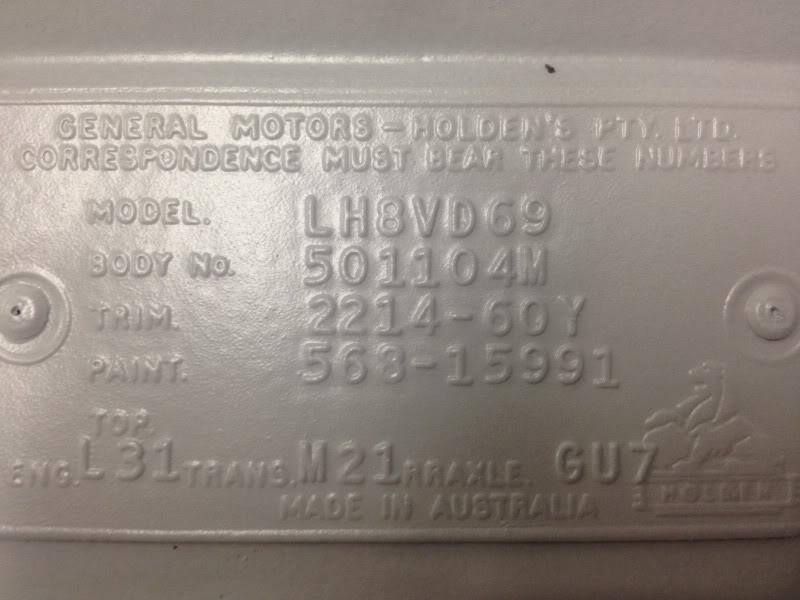 GENERAL MOTORS - HOLDEN'S PTY. LTD.
CORRESPONDENCE MUST BEAR THESE NUMBERS
MODEL. LH8VD69
BODY No. 501104M
TRIM. 2214-60Y
PAINT. 568-15991
TOP.
ENG. L31 TRANS. M21 RRAXLE. GU7
HOLDEN
MADE IN AUSTRALIA